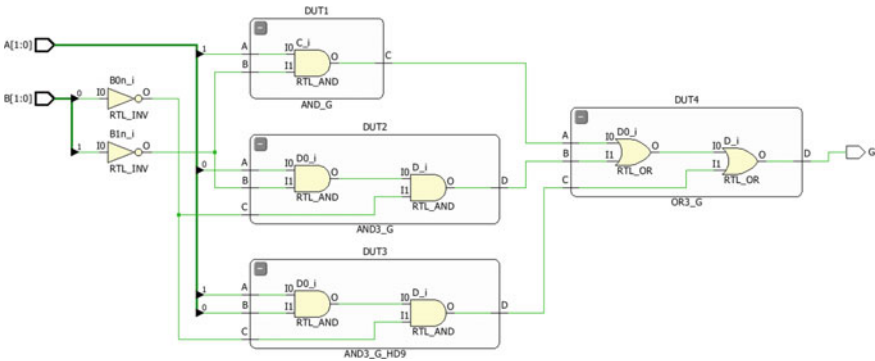 DUT1
A[1:0]
1
A
I0
C_i
O
C
B
I1
RTL_AND
AND_G
B[1:0]
0
I0
B0n_i
O
RTL_INV
1
I0
B1n_i
O
RTL_INV
DUT2
0
A
I0
D0_i
O
B
I1
RTL_AND
I0
D_i
O
I1
RTL_AND
C
D
AND3_G
DUT3
1
A
I0
D0_i
O
0
B
I1
RTL_AND
I0
D_i
O
I1
RTL_AND
C
D
AND3_G_HD9
DUT4
A
I0
D0_i
O
B
I1
RTL_OR
I0
D_i
O
I1
RTL_OR
C
D
G
OR3_G